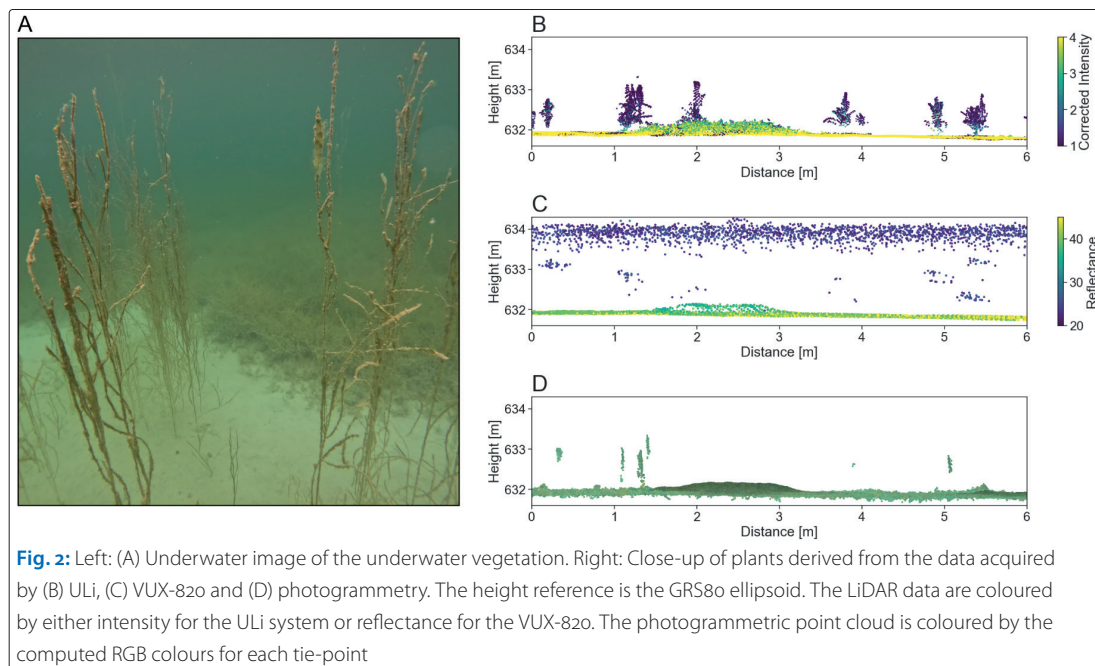 A
B
634
633
632
Height [m]
0 1 2 3 4 5 6
Distance [m]
4
3
2
1
Corrected Intensity
C
634
633
632
Height [m]
0 1 2 3 4 5 6
Distance [m]
40
30
20
Reflectance
D
634
633
632
Height [m]
0 1 2 3 4 5 6
Distance [m]
Fig. 2: Left: (A) Underwater image of the underwater vegetation. Right: Close-up of plants derived from the data acquired
by (B) ULi, (C) VUX-820 and (D) photogrammetry. The height reference is the GRS80 ellipsoid. The LiDAR data are coloured
by either intensity for the ULi system or reflectance for the VUX-820. The photogrammetric point cloud is coloured by the
computed RGB colours for each tie-point